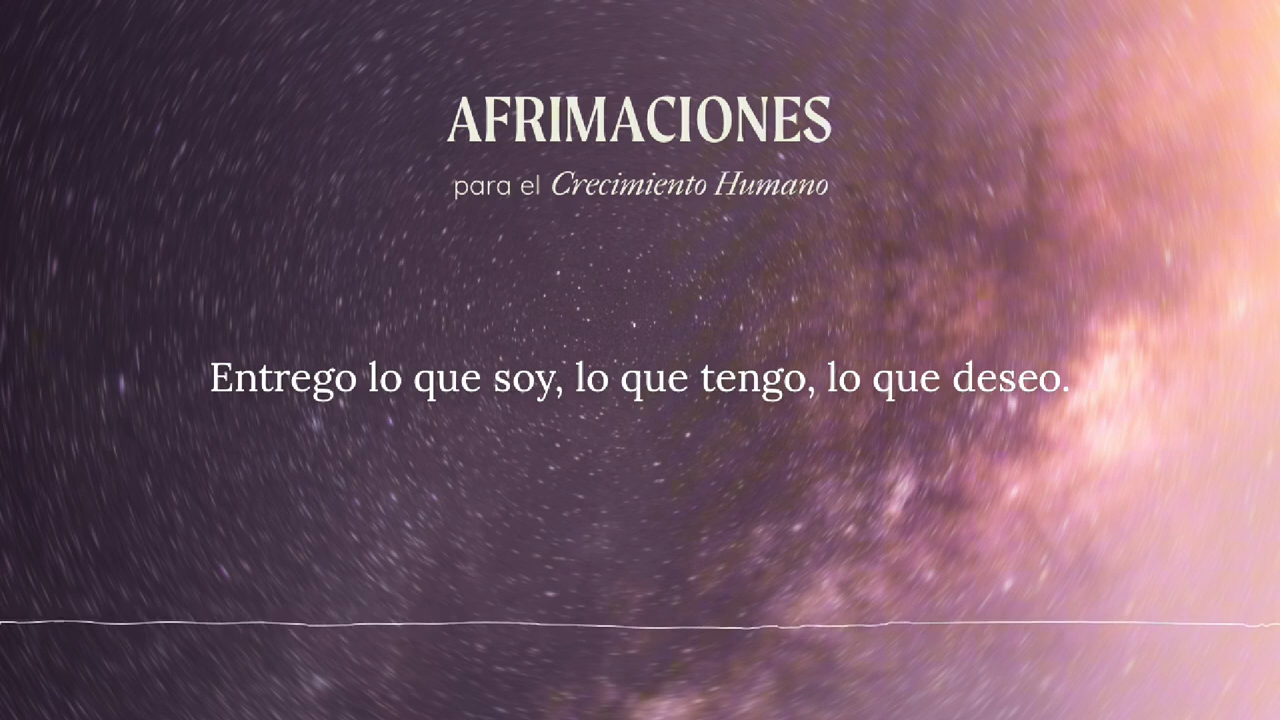 AFRIMACIONES
para el Crecimiento Humano
Entrego lo que soy, lo que tengo, lo que deseo.